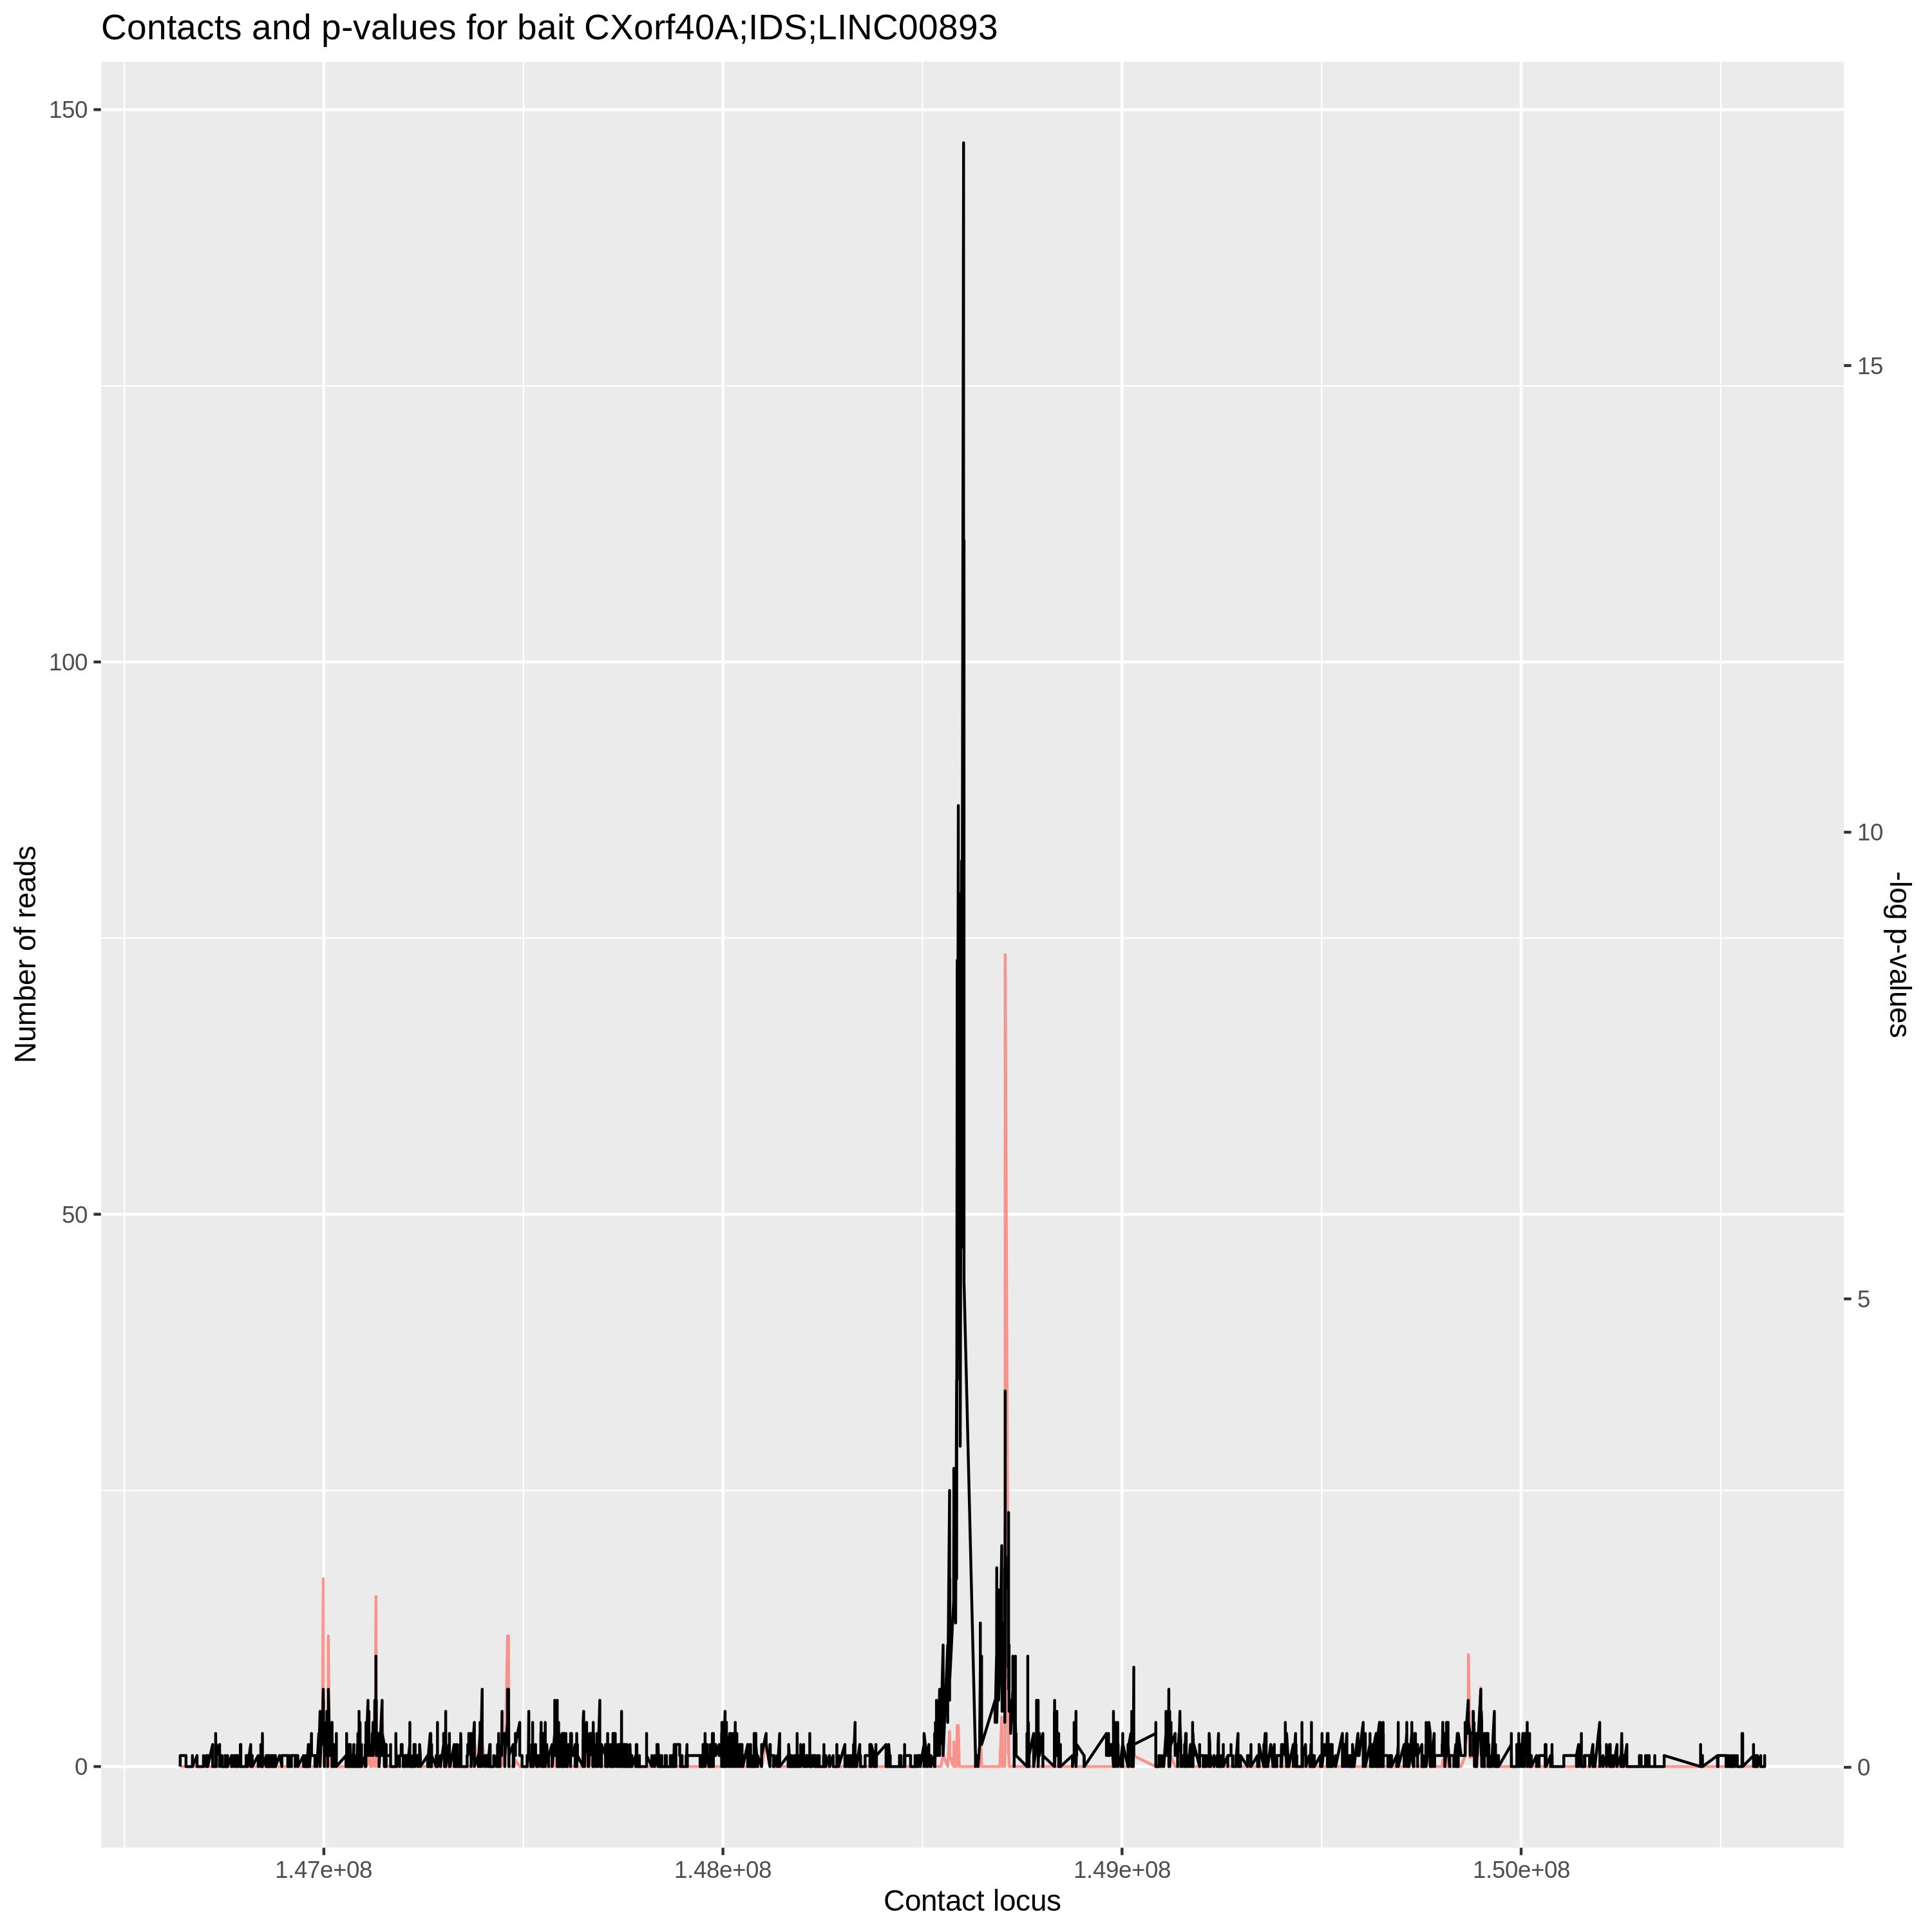 Contacts and p-values for bait CXorf40A;IDS;LINC00893
150
100
50
0
Number of reads
15
10
5
0
-log p-values
1.47e+08
1.48e+08
1.49e+08
1.50e+08
Contact locus